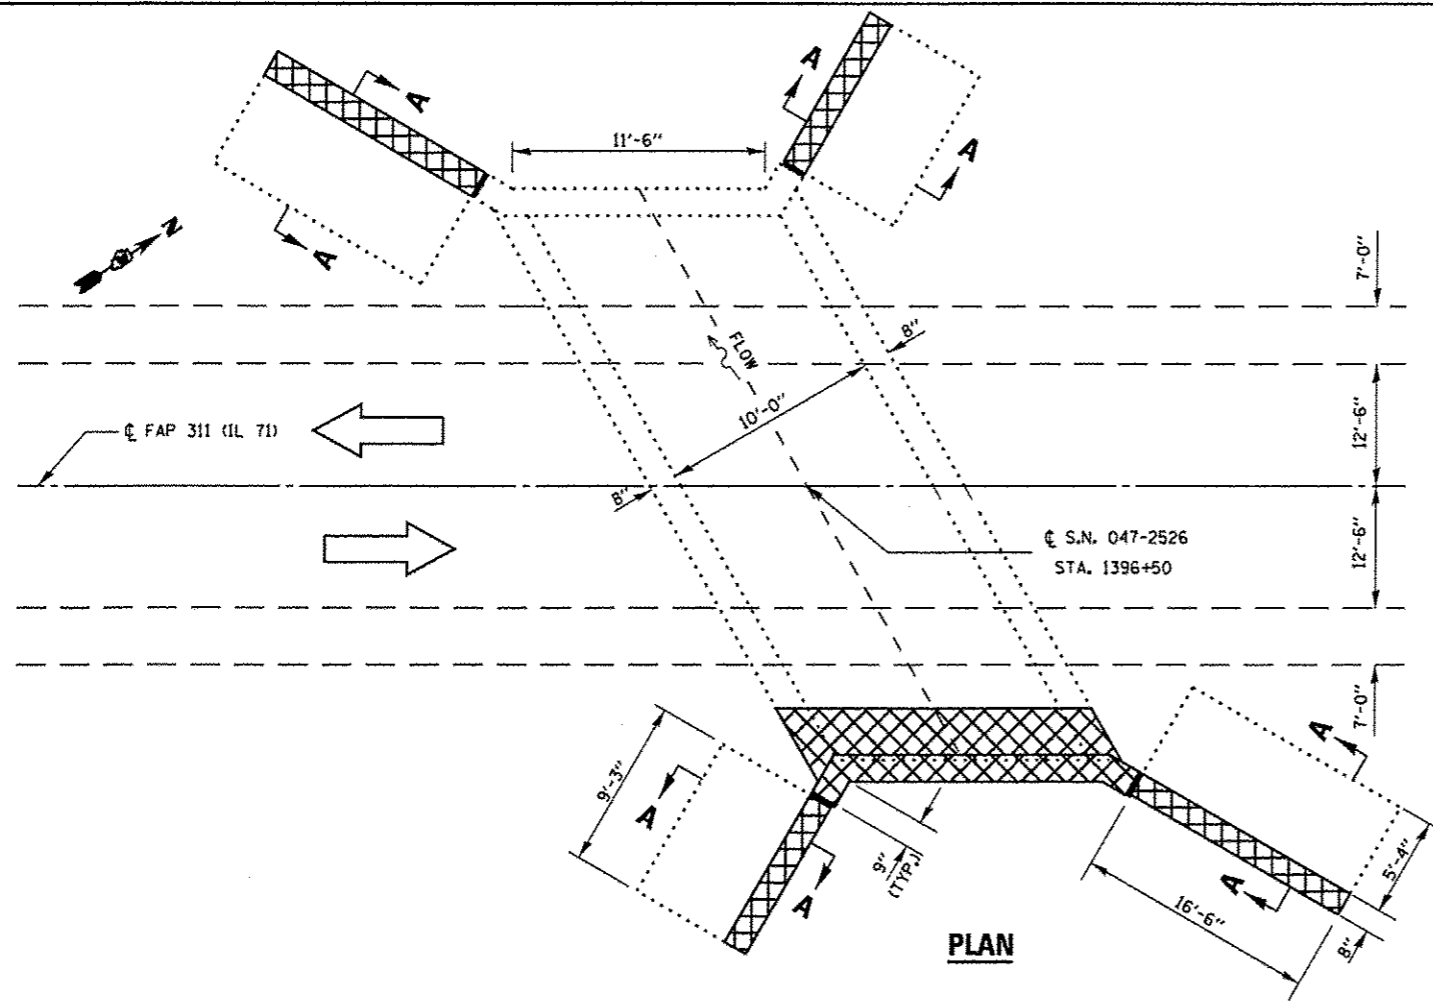 A
A
A
A
11'-6"
N
7'-0"
FLOW
8"
10'-0"
12'-6"
℄ FAP 311 (IL 71)
8"
℄ S.N. 047-2526
STA. 1396+50
12'-6"
7'-0"
9'-3"
A
A
9"
(TYP.)
A
A
5'-4"
16'-6"
8"
PLAN